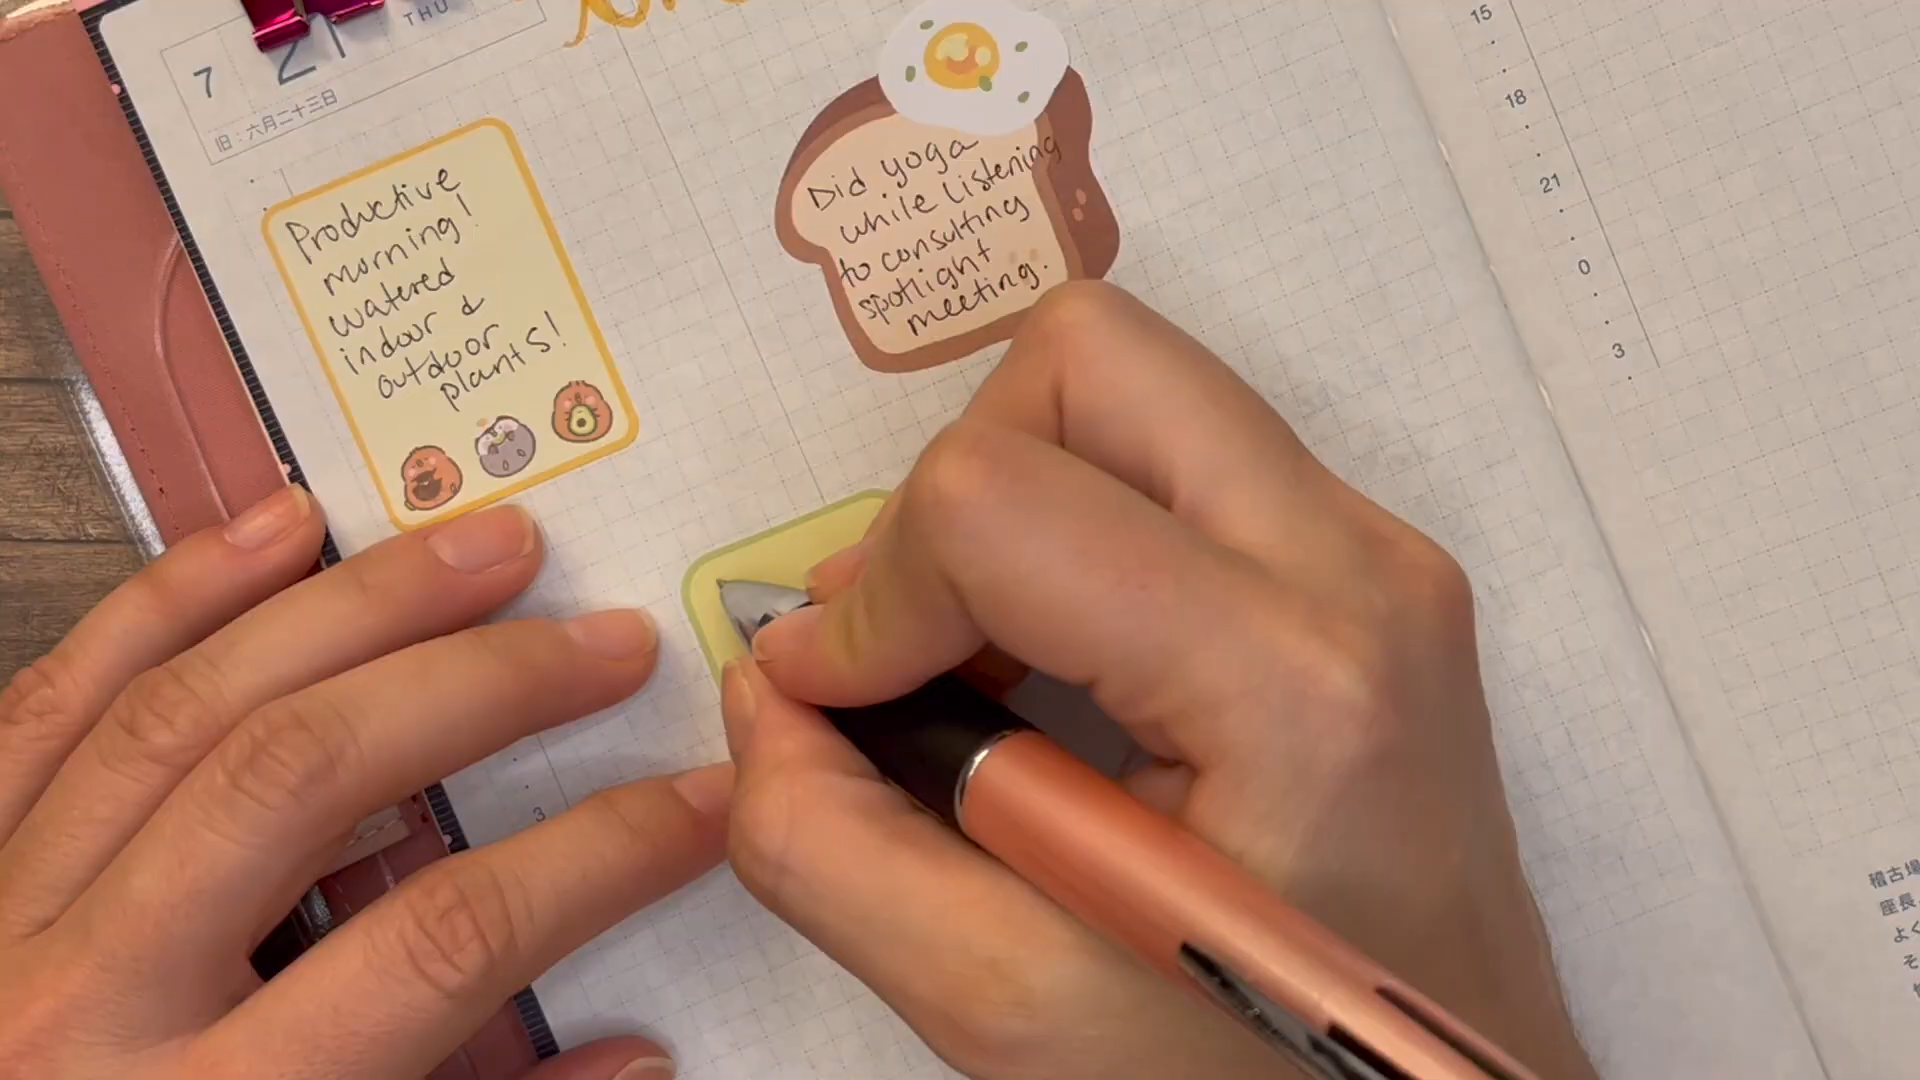 7 21 THU
旧:六月二十三日
Productive
morning!
watered
indoor &
outdoor
plants!
Did yoga
while listening
to consulting
spotlight
meeting.
3
15
18
21
0
3
稽古場
座長
よく
そ